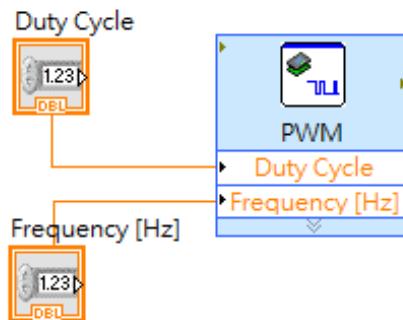 Duty Cycle
1.23
DBL
PWM
Duty Cycle
Frequency [Hz]
Frequency [Hz]
1.23
DBL